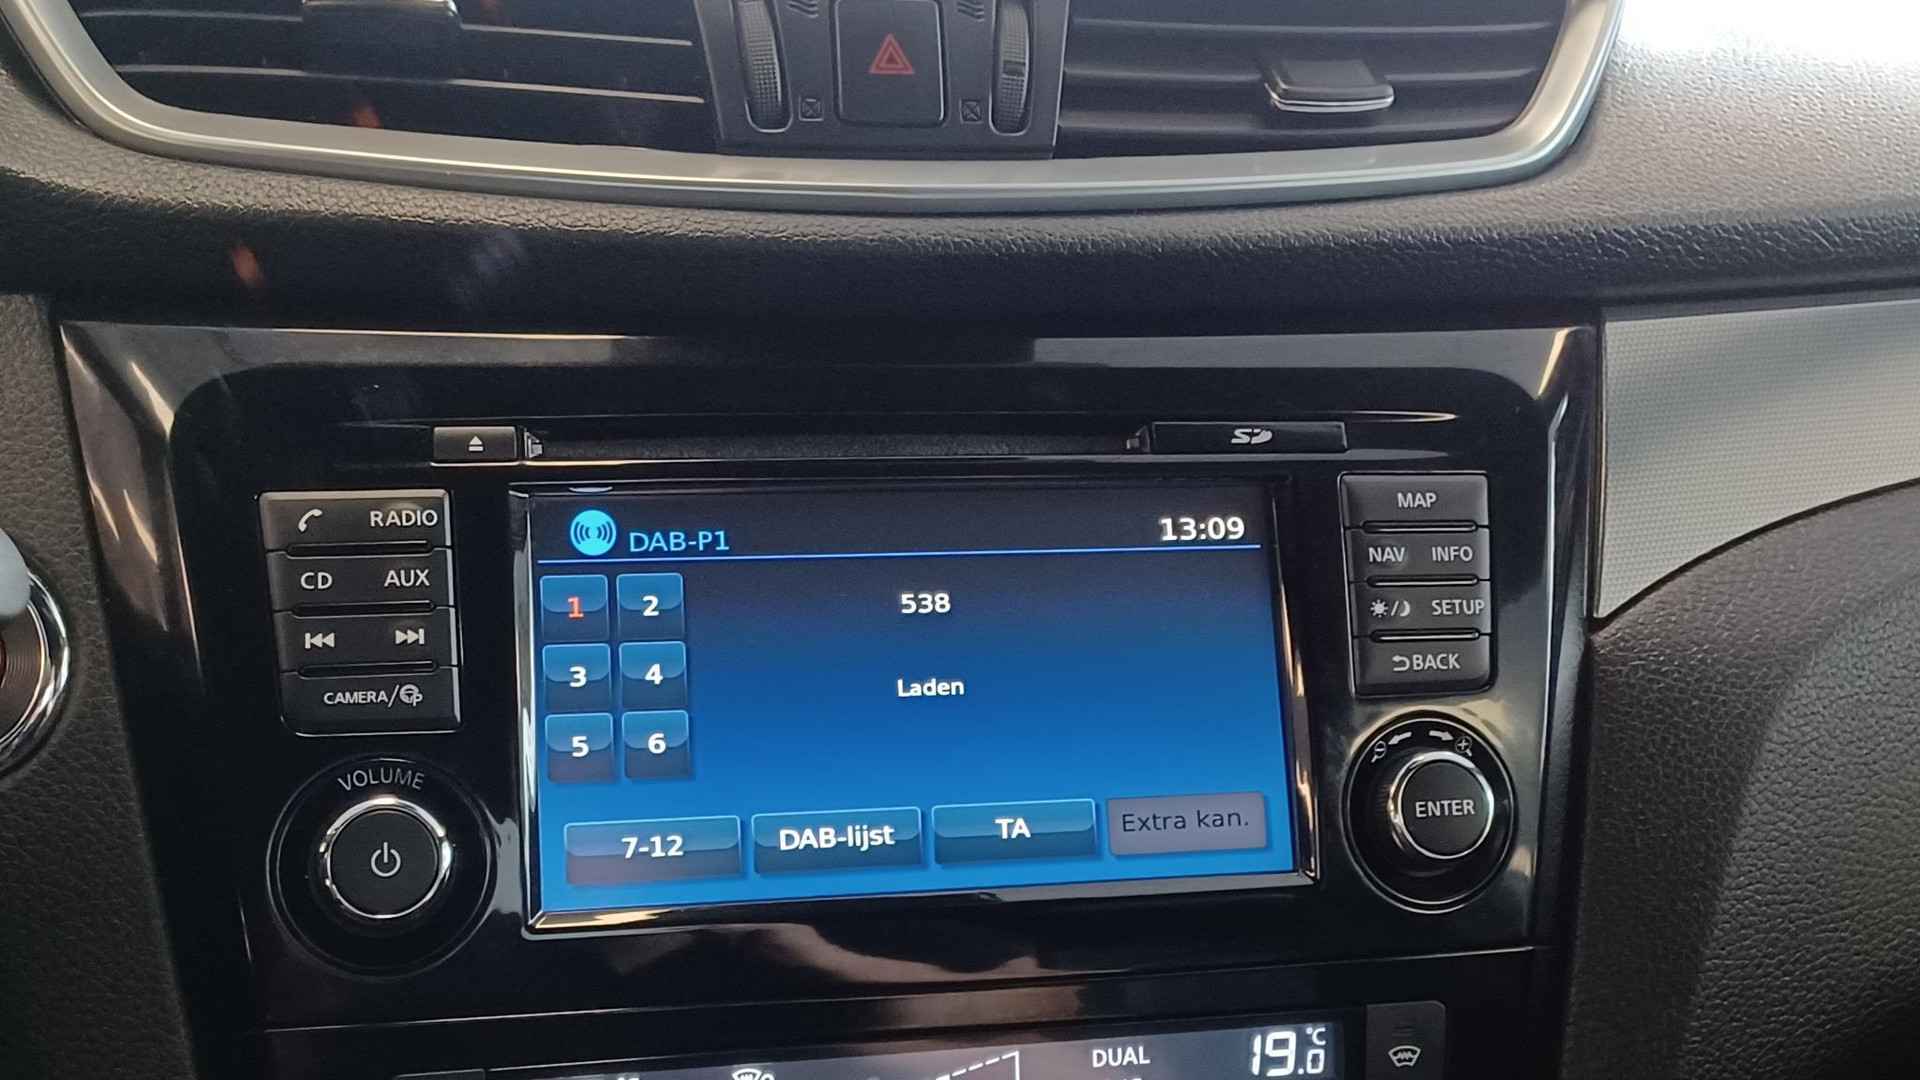 SD
RADIO
CD AUX
CAMERA/
VOLUME
DAB-P1
13:09
1 2
3 4
5 6
538
Laden
7-12
DAB-lijst
TA
Extra kan.
MAP
NAV INFO
SETUP
BACK
ENTER
DUAL
19.0 °C